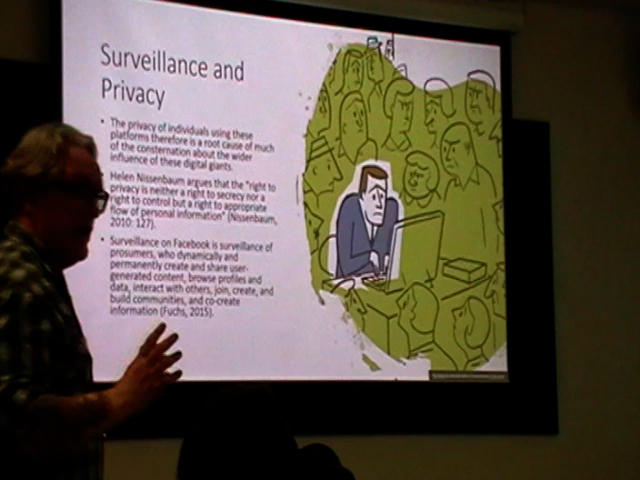 Surveillance and
Privacy
• The privacy of individuals using these
platforms therefore is a root cause of much
of the consternation about the wider
influence of these digital giants.
Helen Nissenbaum argues that the "right to
privacy is neither a right to secrecy nor a
right to control but a right to appropriate
flow of personal information" (Nissenbaum,
2010: 127).
• Surveillance on Facebook is surveillance of
prosumers, who dynamically and
permanently create and share user-
generated content, browse profiles and
data, interact with others, join, create, and
build communities, and co-create
information (Fuchs, 2015).